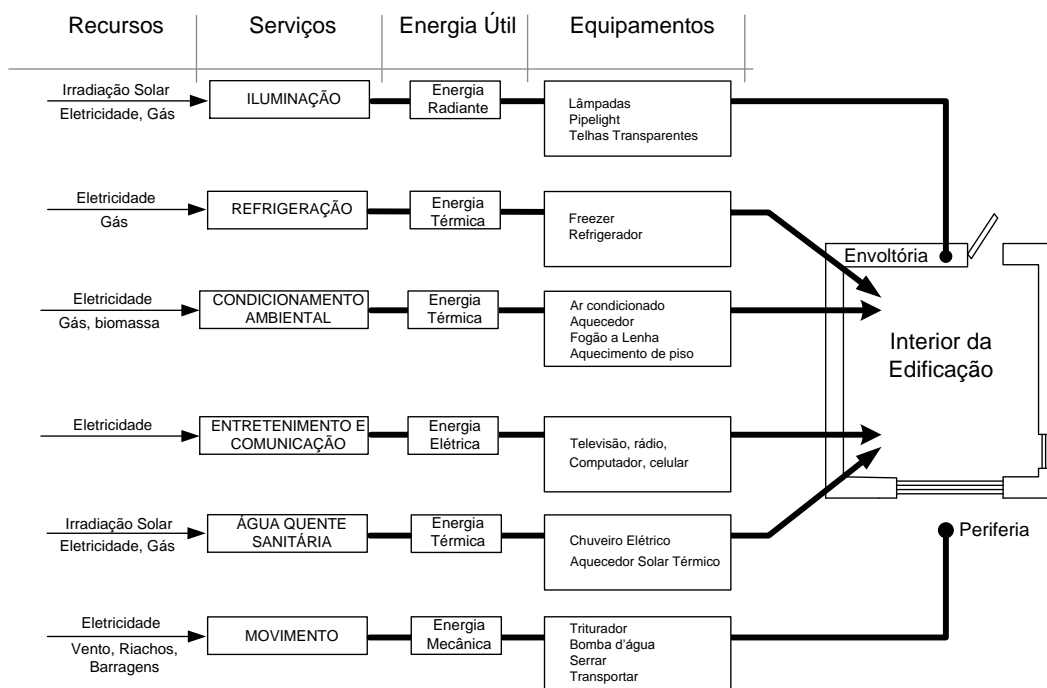 Recursos
Serviços
Energia Útil
Equipamentos
Irradiação Solar
Eletricidade, Gás
ILUMINAÇÃO
Energia
Radiante
Lâmpadas
Pipelight
Telhas Transparentes
Eletricidade
Gás
REFRIGERAÇÃO
Energia
Térmica
Freezer
Refrigerador
Envoltória
Eletricidade
Gás, biomassa
CONDICIONAMENTO
AMBIENTAL
Energia
Térmica
Ar condicionado
Aquecedor
Fogão a Lenha
Aquecimento de piso
Interior da
Edificação
Eletricidade
ENTRETENIMENTO E
COMUNICAÇÃO
Energia
Elétrica
Televisão, rádio,
Computador, celular
Irradiação Solar
Eletricidade, Gás
ÁGUA QUENTE
SANITÁRIA
Energia
Térmica
Chuveiro Elétrico
Aquecedor Solar Térmico
Periferia
Eletricidade
Vento, Riachos,
Barragens
MOVIMENTO
Energia
Mecânica
Triturador
Bomba d'água
Serrar
Transportar